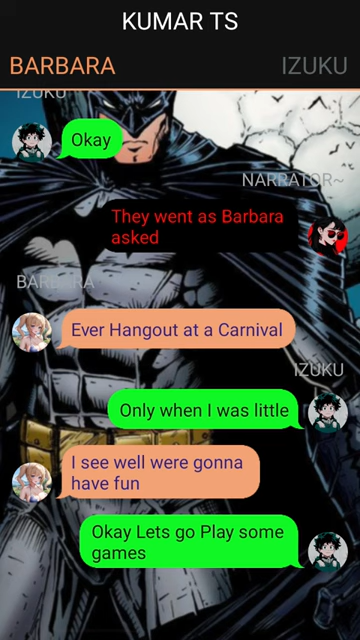 KUMAR TS
BARBARA
IZUKU
IZUKU
Okay
NARRATOR~
They went as Barbara
asked
BARBARA
Ever Hangout at a Carnival
IZUKU
Only when I was little
I see well were gonna
have fun
Okay Lets go Play some
games